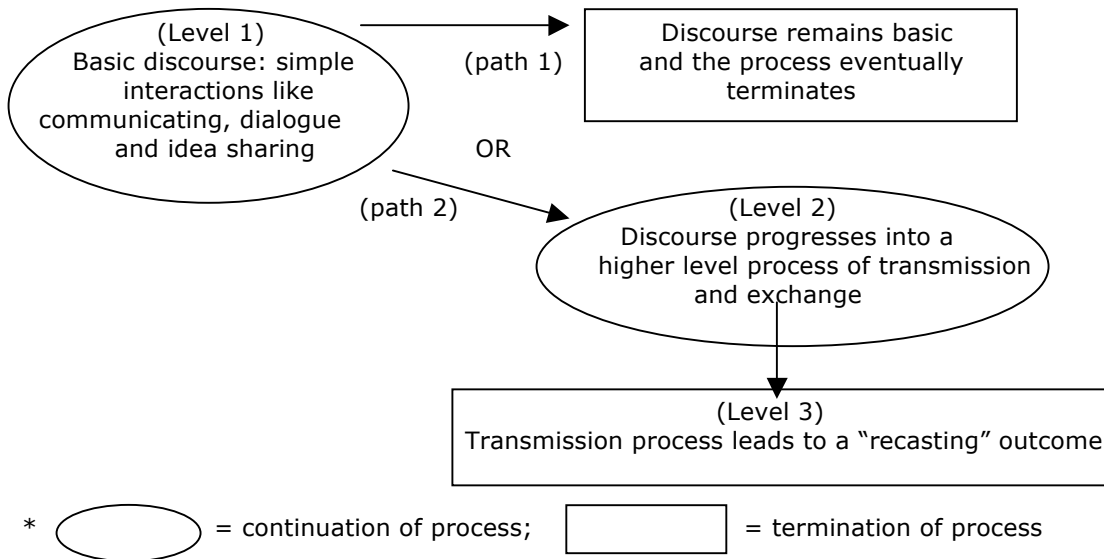 (Level 1)
Basic discourse: simple
interactions like
communicating, dialogue
and idea sharing
(path 1)
Discourse remains basic
and the process eventually
terminates
OR
(path 2)
(Level 2)
Discourse progresses into a
higher level process of transmission
and exchange
(Level 3)
Transmission process leads to a “recasting” outcome
* = continuation of process; = termination of process